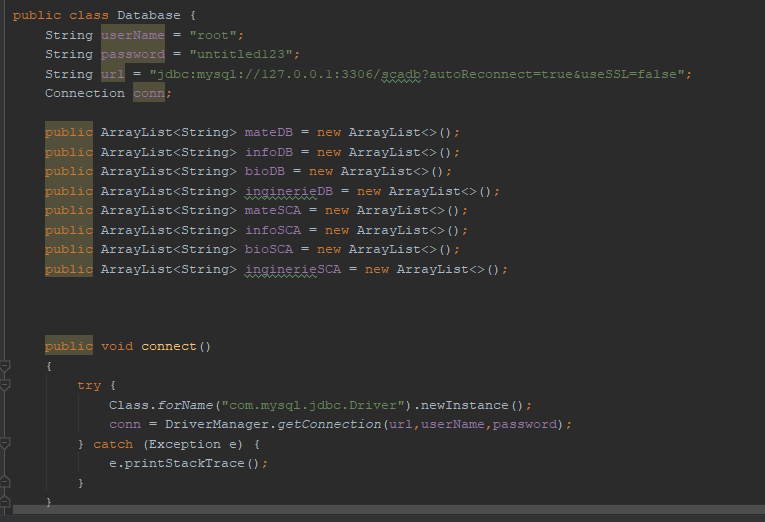 public class Database {
String userName = "root";
String password = "untitled123";
String url = "jdbc:mysql://127.0.0.1:3306/scadb?autoReconnect=true&useSSL=false";
Connection conn;
public ArrayList<String> mateDB = new ArrayList<>();
public ArrayList<String> infoDB = new ArrayList<>();
public ArrayList<String> bioDB = new ArrayList<>();
public ArrayList<String> inginerieDB = new ArrayList<>();
public ArrayList<String> mateSCA = new ArrayList<>();
public ArrayList<String> infoSCA = new ArrayList<>();
public ArrayList<String> bioSCA = new ArrayList<>();
public ArrayList<String> inginerieSCA = new ArrayList<>();
public void connect()
{
try {
Class.forName("com.mysql.jdbc.Driver").newInstance();
conn = DriverManager.getConnection(url,userName,password);
} catch (Exception e) {
e.printStackTrace();
}
}